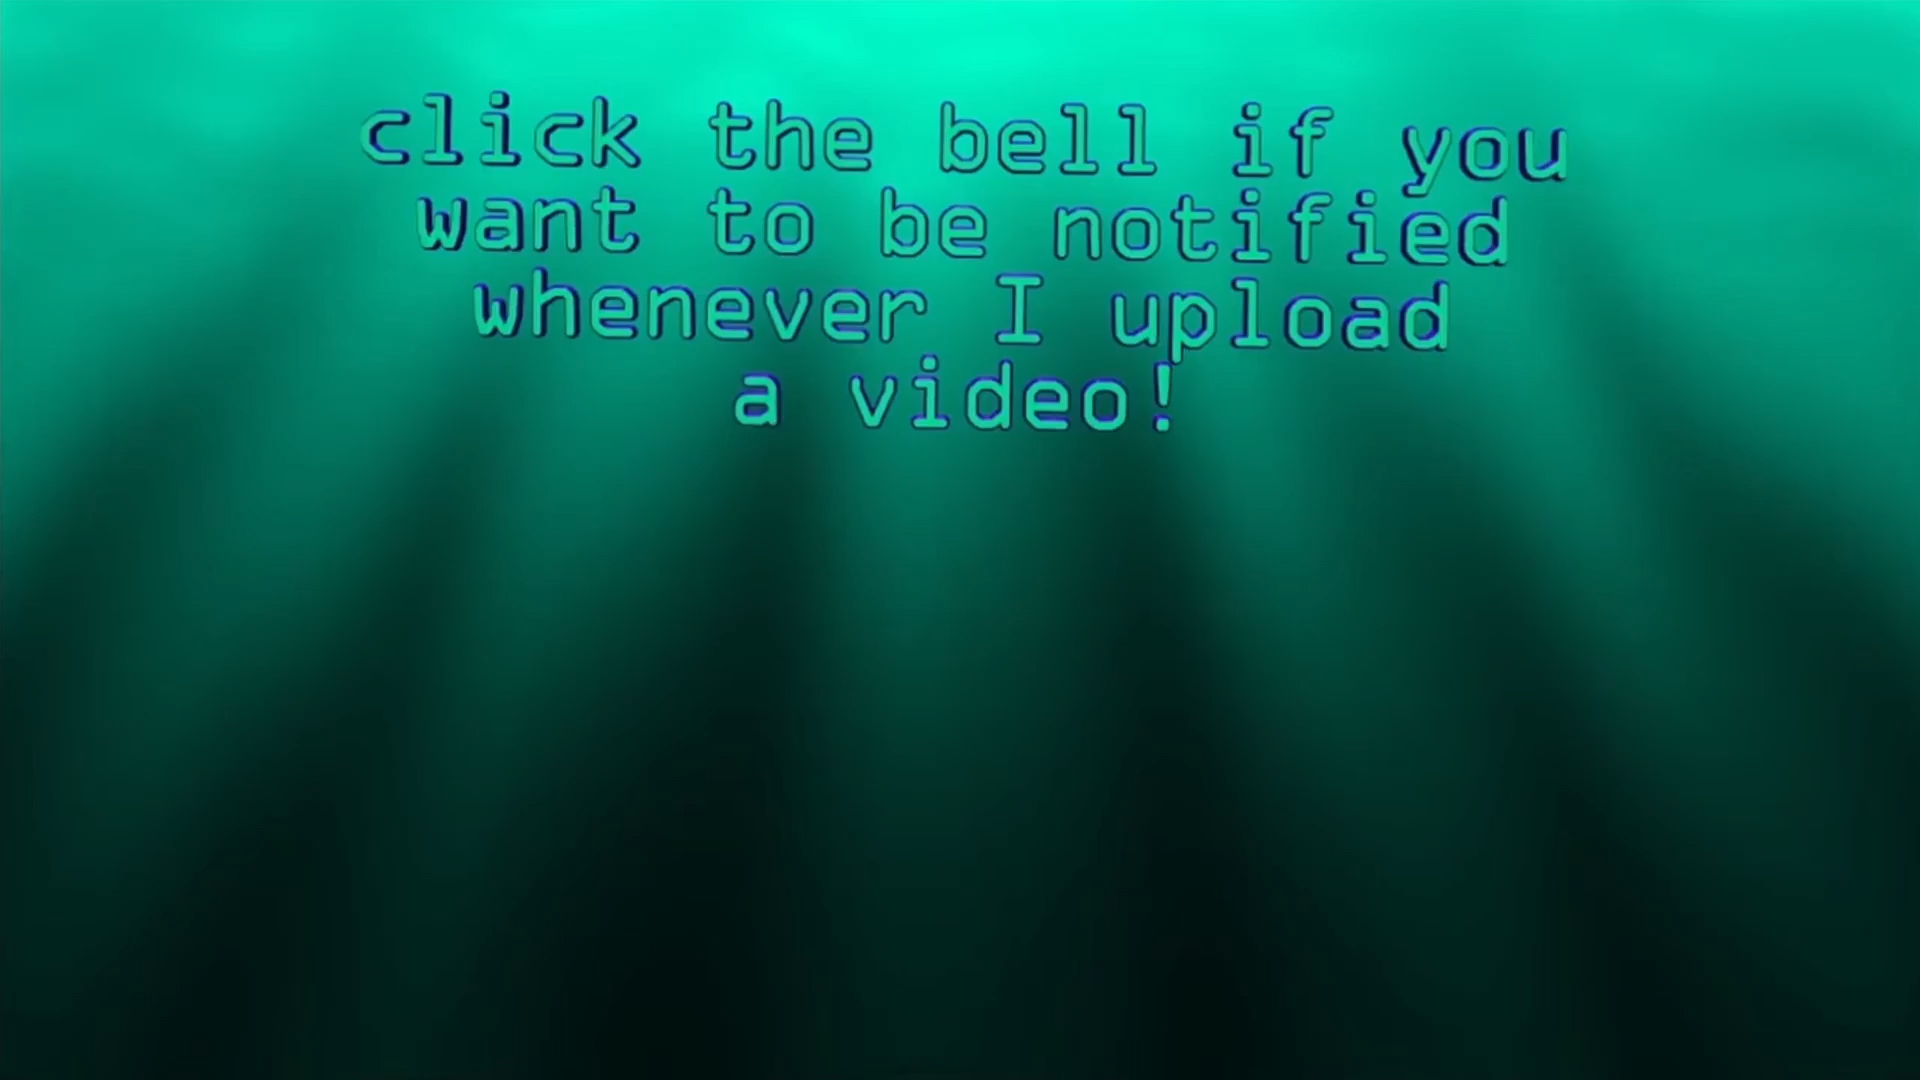 click the bell if you
want to be notified
whenever I upload
a video!